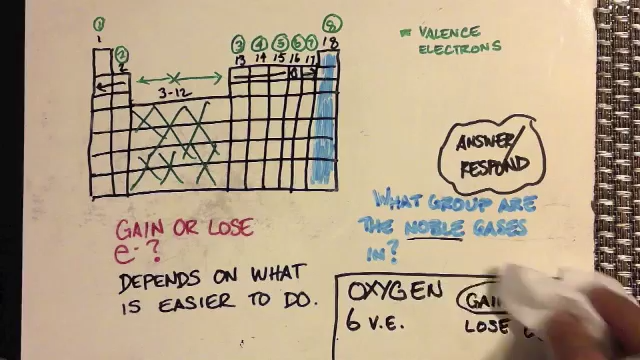 ① ⑧
1 18
② ③ ④ ⑤ ⑥ ⑦
2 13 14 15 16 17
3-12
= VALENCE
ELECTRONS
ANSWER/
RESPOND
WHAT GROUP ARE
THE NOBLE GASES
IN?
GAIN OR LOSE
e-?
DEPENDS ON WHAT
IS EASIER TO DO.
OXYGEN
6 V.E.
LOSE